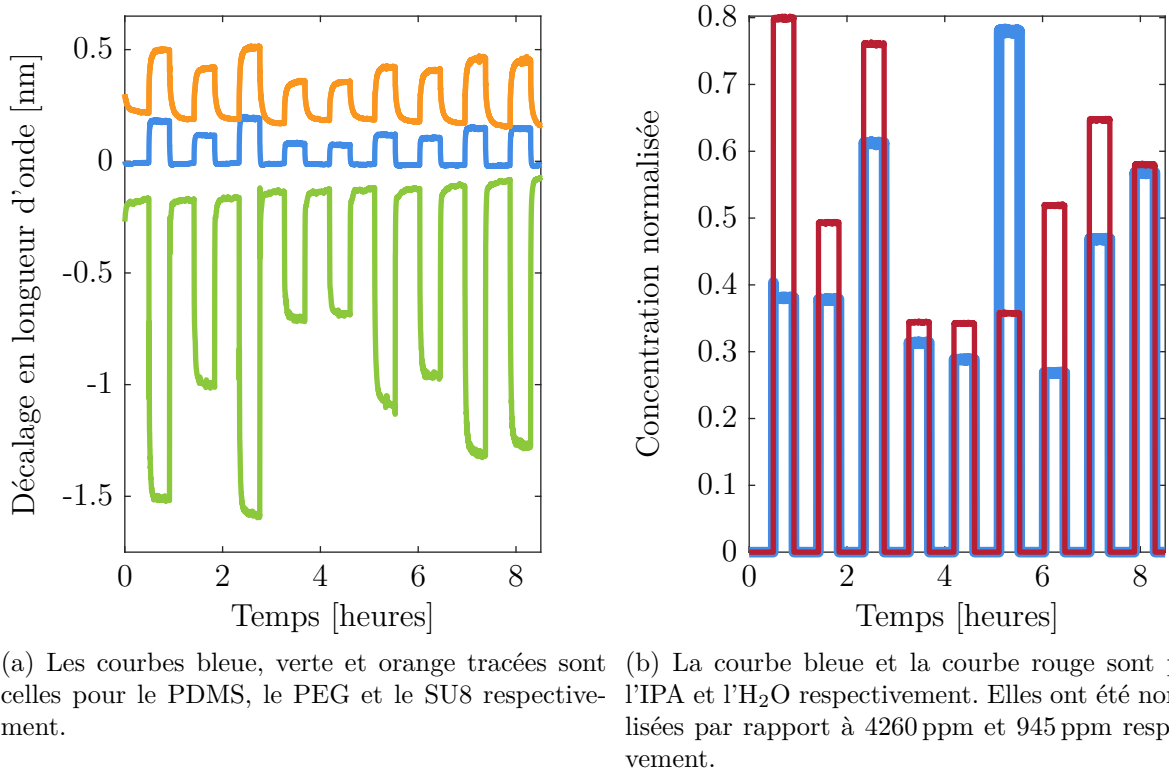 Décalage en longueur d'onde [nm]
0.5
0
-0.5
-1
-1.5
0 2 4 6 8
Temps [heures]
(a) Les courbes bleue, verte et orange tracées sont
celles pour le PDMS, le PEG et le SU8 respective-
ment.
Concentration normalisée
0.8
0.7
0.6
0.5
0.4
0.3
0.2
0.1
0
0 2 4 6 8
Temps [heures]
(b) La courbe bleue et la courbe rouge sont
l'IPA et l'H₂O respectivement. Elles ont été
lisées par rapport à 4260 ppm et 945 ppm
vement.